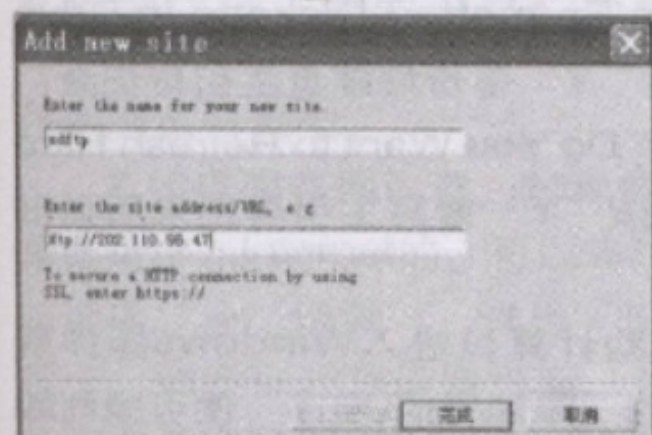 Add new site
Enter the name for your new site.
sdftp
Enter the site address/URL, e.g
ftp://202.110.96.47
To secure a HTTP connection by using
SSL, enter https://
完成
取消